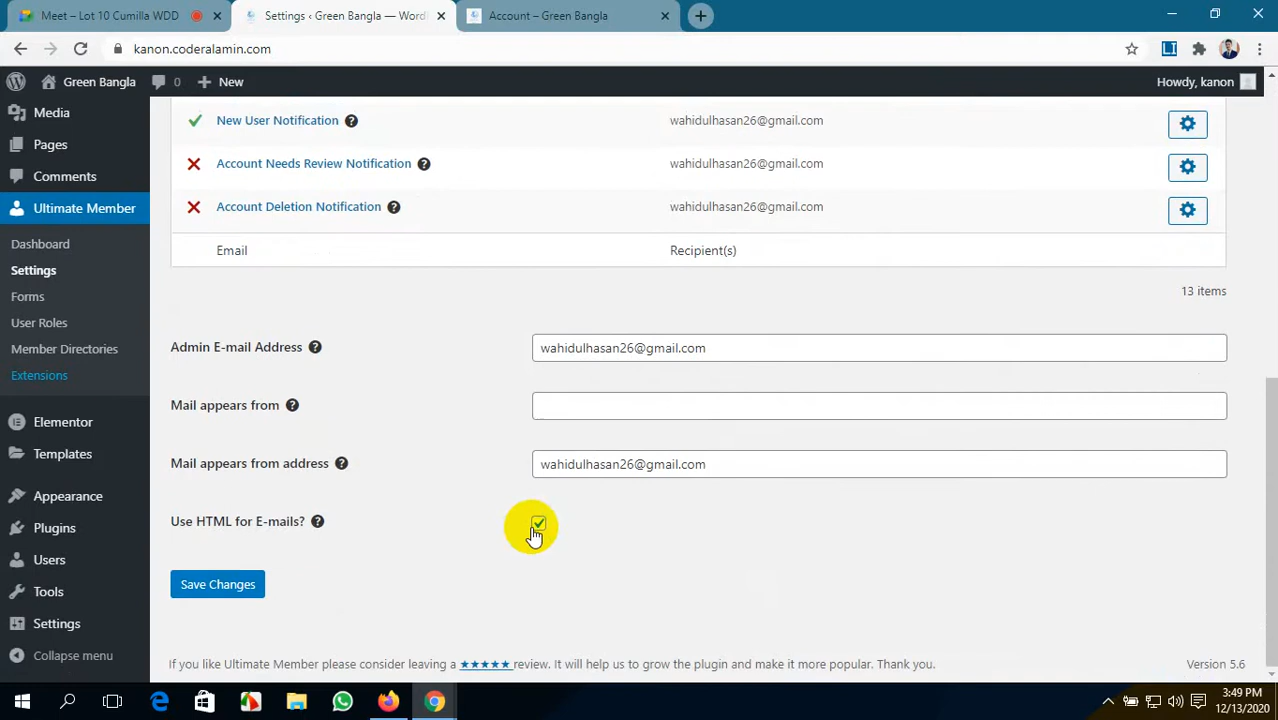 Meet – Lot 10 Cumilla WDD
Settings ‹ Green Bangla — Word
Account – Green Bangla
kanon.coderalamin.com
Green Bangla
0
New
Howdy, kanon
Media
Pages
Comments
Ultimate Member
Dashboard
Settings
Forms
User Roles
Member Directories
Extensions
Elementor
Templates
Appearance
Plugins
Users
Tools
Settings
Collapse menu
New User Notification wahidulhasan26@gmail.com
Account Needs Review Notification wahidulhasan26@gmail.com
Account Deletion Notification wahidulhasan26@gmail.com
Email Recipient(s)
13 items
Admin E-mail Address wahidulhasan26@gmail.com
Mail appears from
Mail appears from address wahidulhasan26@gmail.com
Use HTML for E-mails?
Save Changes
If you like Ultimate Member please consider leaving a ★★★★★ review. It will help us to grow the plugin and make it more popular. Thank you.
Version 5.6
3:49 PM
12/13/2020